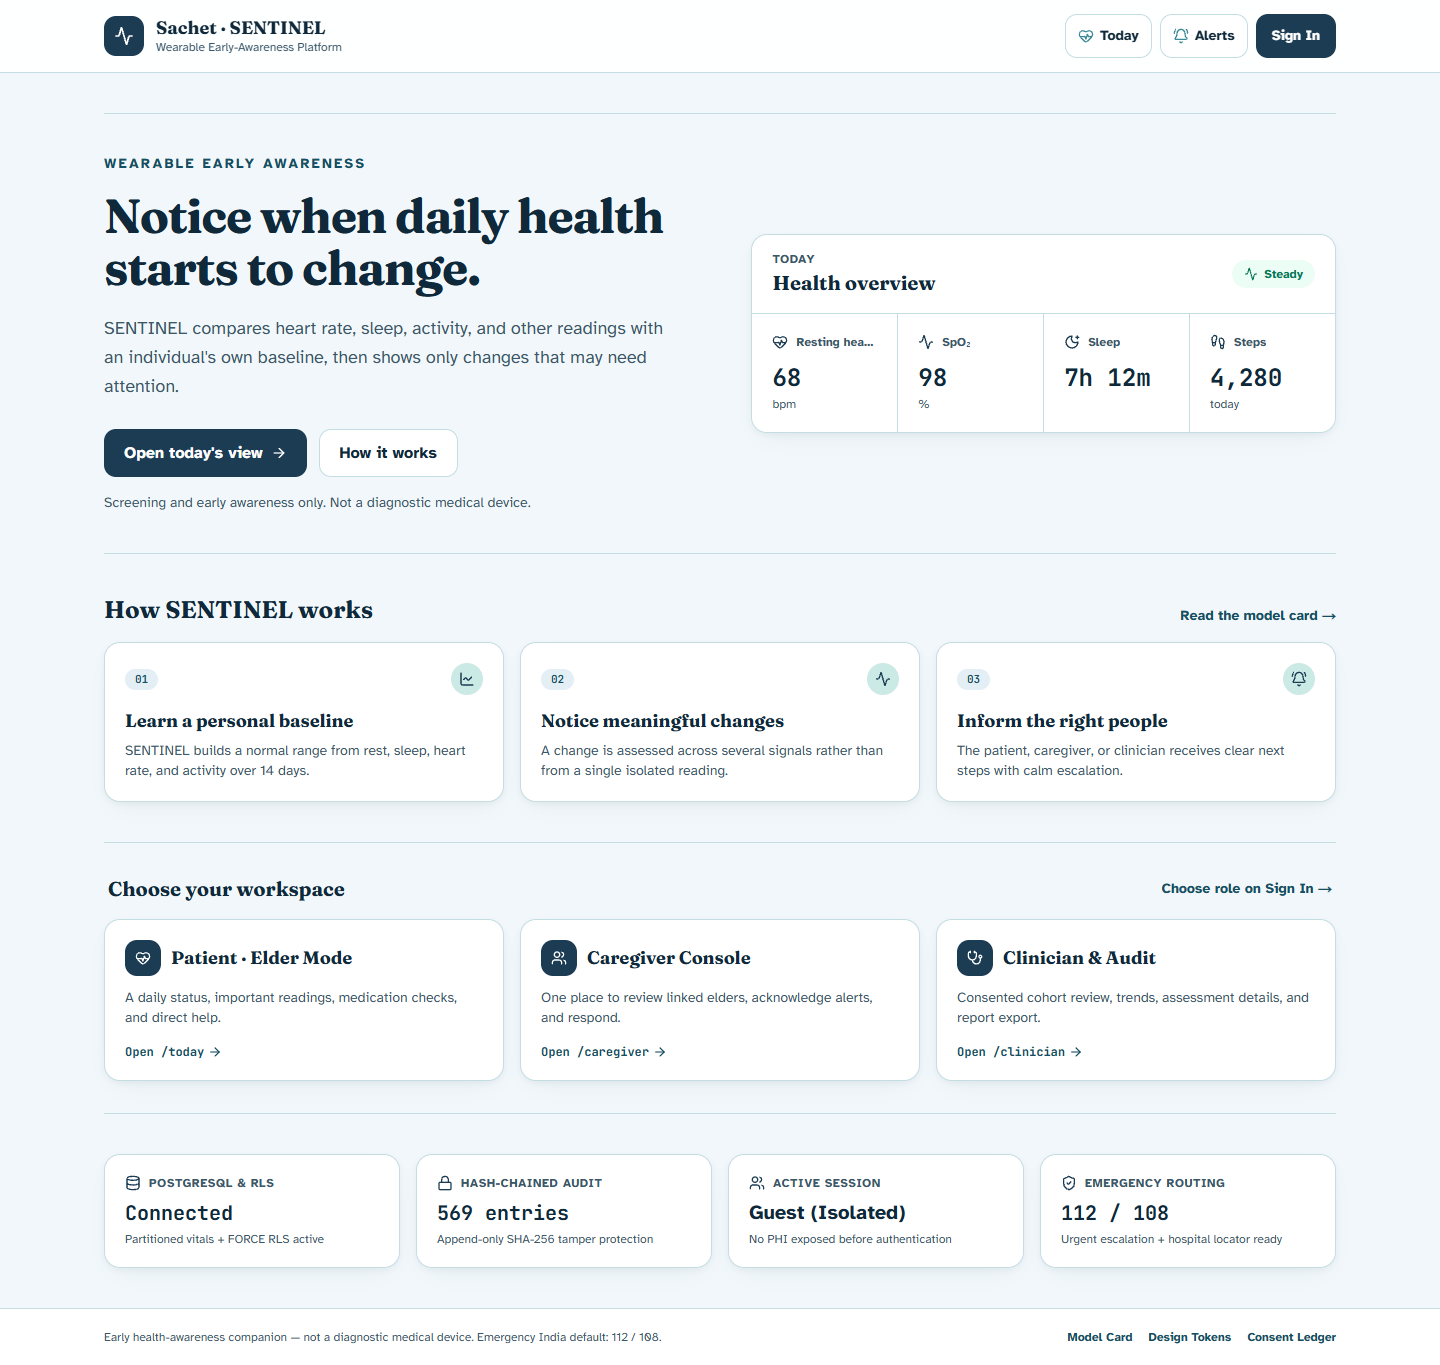 Sachet · SENTINEL
Wearable Early-Awareness Platform
Today
Alerts
Sign In
WEARABLE EARLY AWARENESS
Notice when daily health
starts to change.
SENTINEL compares heart rate, sleep, activity, and other readings with
an individual's own baseline, then shows only changes that may need
attention.
Open today's view →
How it works
Screening and early awareness only. Not a diagnostic medical device.
TODAY
Health overview
Steady
Resting hea...
68
bpm
SpO₂
98
%
Sleep
7h 12m
Steps
4,280
today
How SENTINEL works
Read the model card →
01
Learn a personal baseline
SENTINEL builds a normal range from rest, sleep, heart
rate, and activity over 14 days.
02
Notice meaningful changes
A change is assessed across several signals rather than
from a single isolated reading.
03
Inform the right people
The patient, caregiver, or clinician receives clear next
steps with calm escalation.
Choose your workspace
Choose role on Sign In →
Patient · Elder Mode
A daily status, important readings, medication checks,
and direct help.
Open /today →
Caregiver Console
One place to review linked elders, acknowledge alerts,
and respond.
Open /caregiver →
Clinician & Audit
Consented cohort review, trends, assessment details, and
report export.
Open /clinician →
POSTGRESQL & RLS
Connected
Partitioned vitals + FORCE RLS active
HASH-CHAINED AUDIT
569 entries
Append-only SHA-256 tamper protection
ACTIVE SESSION
Guest (Isolated)
No PHI exposed before authentication
EMERGENCY ROUTING
112 / 108
Urgent escalation + hospital locator ready
Early health-awareness companion — not a diagnostic medical device. Emergency India default: 112 / 108.
Model Card
Design Tokens
Consent Ledger